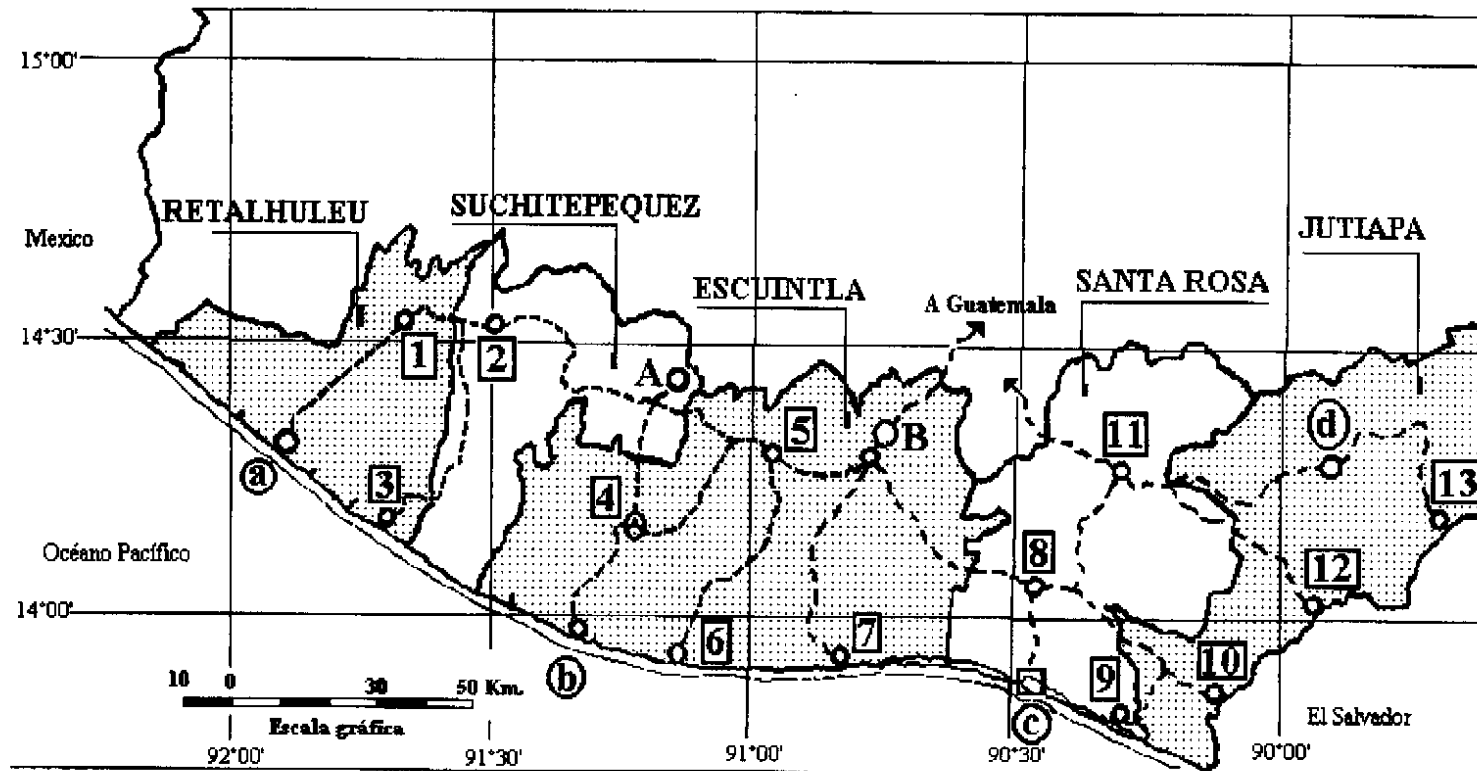 15°00'
RETALHULEU
SUCHITEPEQUEZ
JUTIAPA
Mexico
ESCUINTLA
SANTA ROSA
A Guatemala
14°30'
1
2
A
5
B
11
d
a
3
4
13
Océano Pacífico
8
12
14°00'
6
7
10
9
b
c
10 0 30 50 Km.
Escala gráfica
El Salvador
92°00' 91°30' 91°00' 90°30' 90°00'